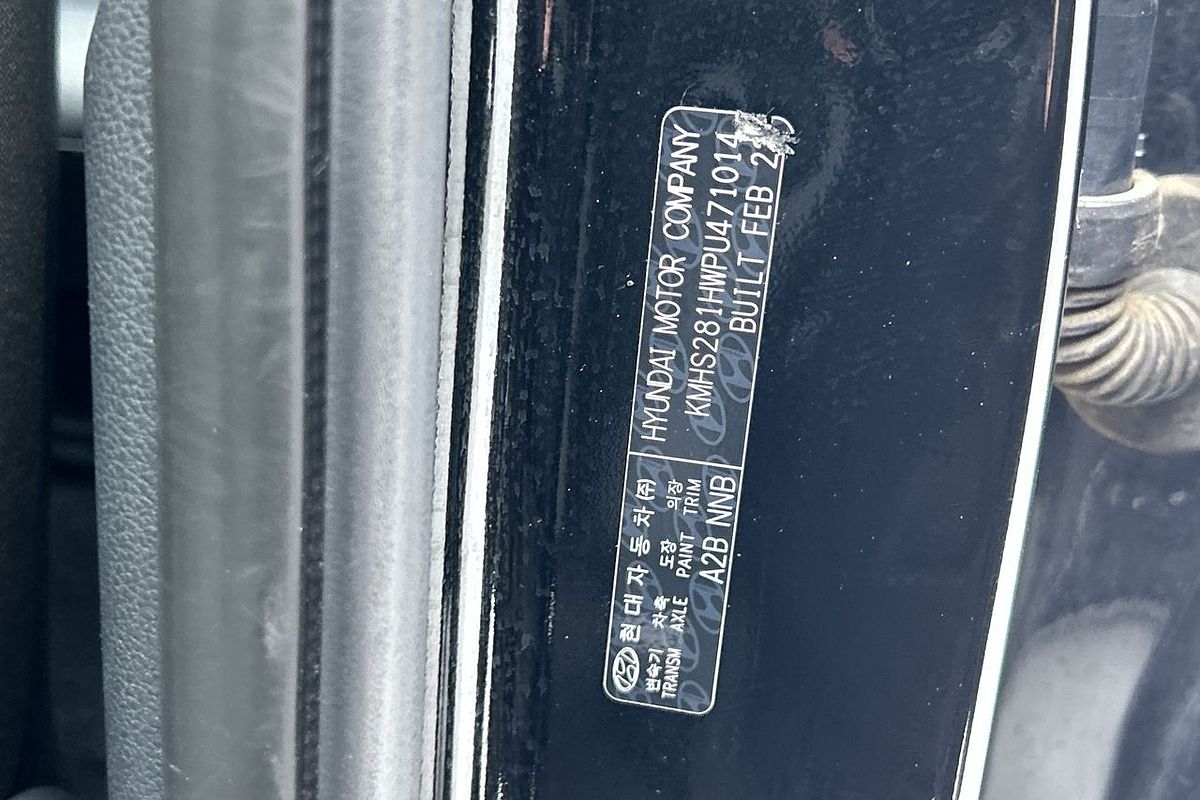 현대자동차(주)
변속기 차축 도장 의장
TRANSM AXLE PAINT TRIM
A2B NNB
HYUNDAI MOTOR COMPANY
KMHS281HWPU471014
BUILT FEB